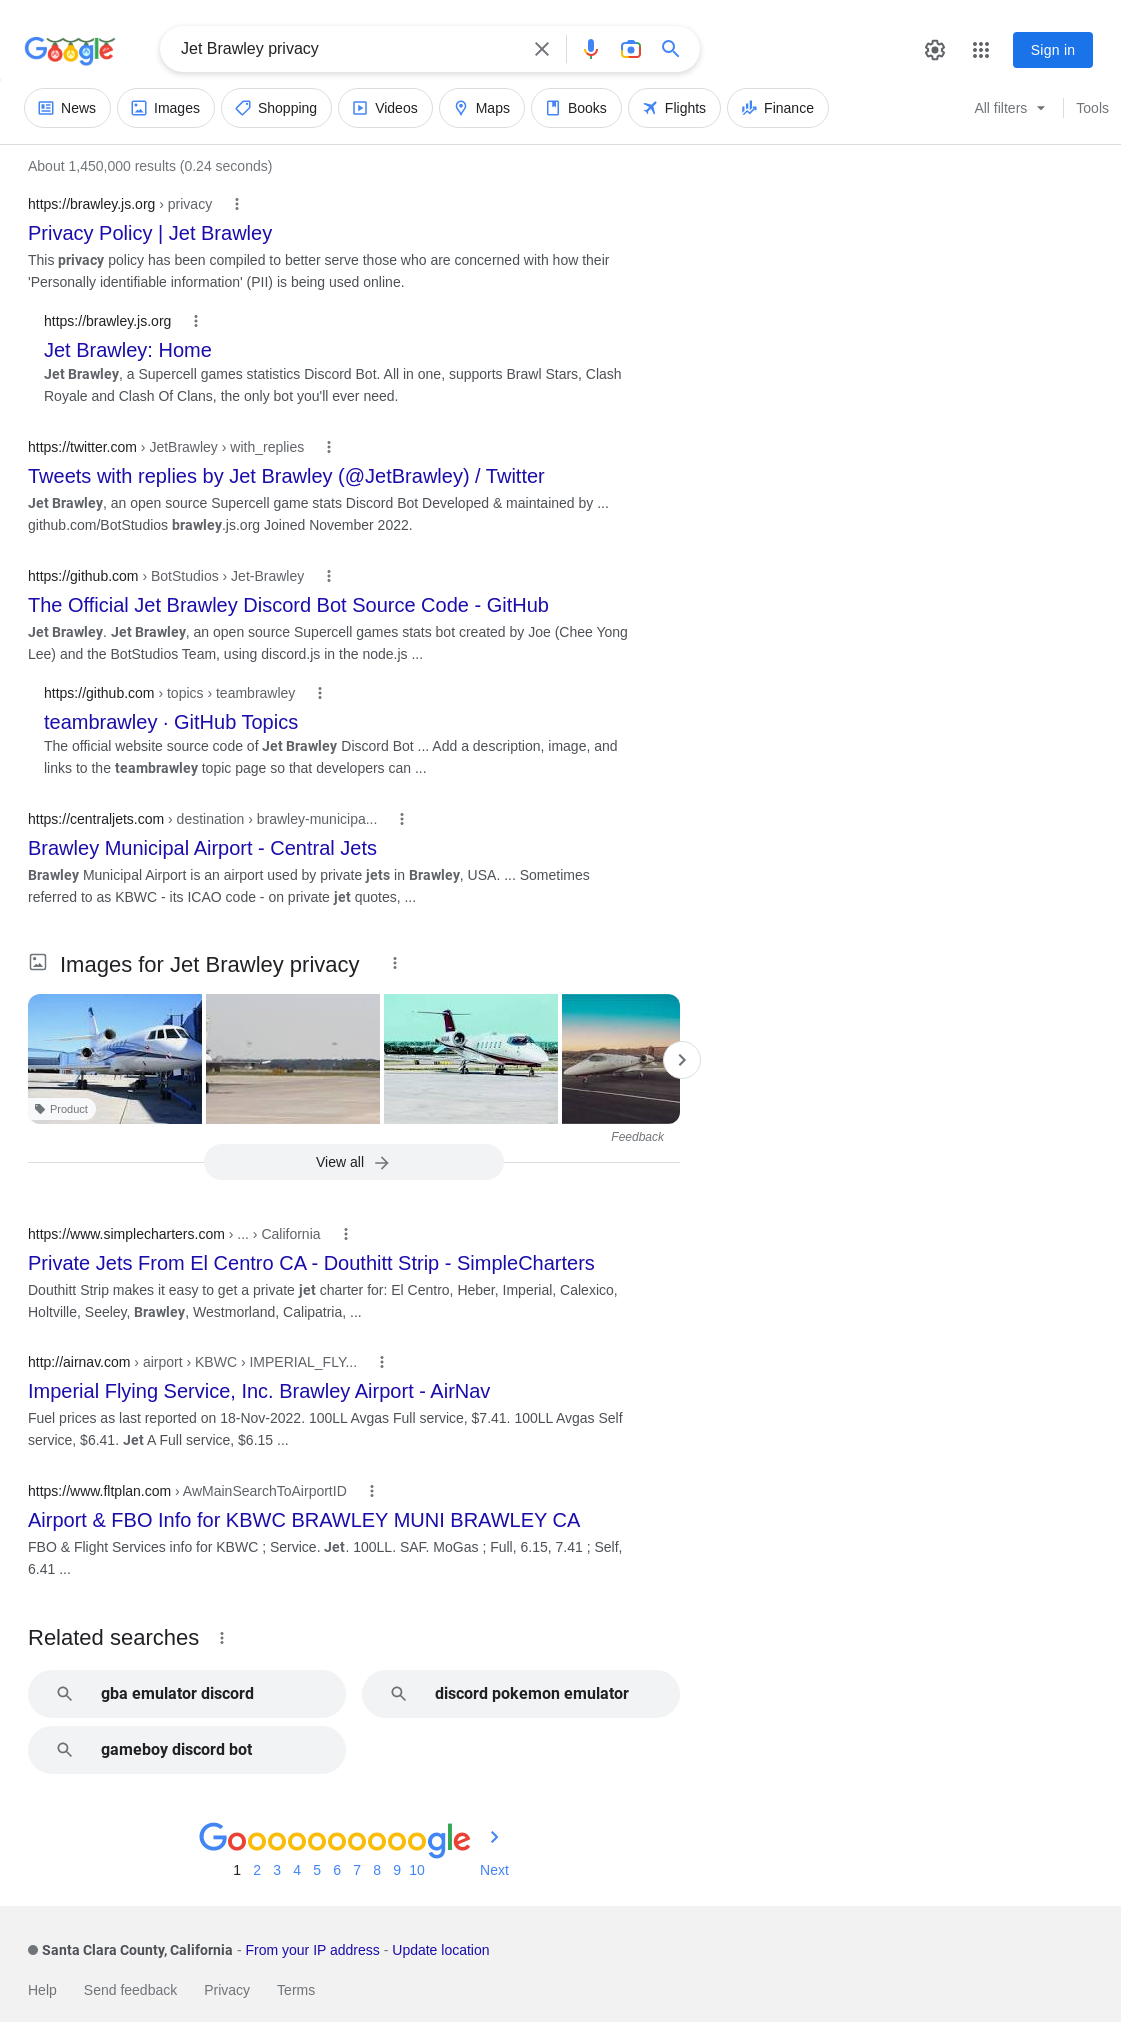 Google
Jet Brawley privacy
Sign in
News
Images
Shopping
Videos
Maps
Books
Flights
Finance
All filters
Tools
About 1,450,000 results (0.24 seconds)
https://brawley.js.org › privacy
Privacy Policy | Jet Brawley
This privacy policy has been compiled to better serve those who are concerned with how their
'Personally identifiable information' (PII) is being used online.
https://brawley.js.org
Jet Brawley: Home
Jet Brawley, a Supercell games statistics Discord Bot. All in one, supports Brawl Stars, Clash
Royale and Clash Of Clans, the only bot you'll ever need.
https://twitter.com › JetBrawley › with_replies
Tweets with replies by Jet Brawley (@JetBrawley) / Twitter
Jet Brawley, an open source Supercell game stats Discord Bot Developed & maintained by ...
github.com/BotStudios brawley.js.org Joined November 2022.
https://github.com › BotStudios › Jet-Brawley
The Official Jet Brawley Discord Bot Source Code - GitHub
Jet Brawley. Jet Brawley, an open source Supercell games stats bot created by Joe (Chee Yong
Lee) and the BotStudios Team, using discord.js in the node.js ...
https://github.com › topics › teambrawley
teambrawley · GitHub Topics
The official website source code of Jet Brawley Discord Bot ... Add a description, image, and
links to the teambrawley topic page so that developers can ...
https://centraljets.com › destination › brawley-municipa...
Brawley Municipal Airport - Central Jets
Brawley Municipal Airport is an airport used by private jets in Brawley, USA. ... Sometimes
referred to as KBWC - its ICAO code - on private jet quotes, ...
Images for Jet Brawley privacy
Product
Feedback
View all
https://www.simplecharters.com › ... › California
Private Jets From El Centro CA - Douthitt Strip - SimpleCharters
Douthitt Strip makes it easy to get a private jet charter for: El Centro, Heber, Imperial, Calexico,
Holtville, Seeley, Brawley, Westmorland, Calipatria, ...
http://airnav.com › airport › KBWC › IMPERIAL_FLY...
Imperial Flying Service, Inc. Brawley Airport - AirNav
Fuel prices as last reported on 18-Nov-2022. 100LL Avgas Full service, $7.41. 100LL Avgas Self
service, $6.41. Jet A Full service, $6.15 ...
https://www.fltplan.com › AwMainSearchToAirportID
Airport & FBO Info for KBWC BRAWLEY MUNI BRAWLEY CA
FBO & Flight Services info for KBWC ; Service. Jet. 100LL. SAF. MoGas ; Full, 6.15, 7.41 ; Self,
6.41 ...
Related searches
gba emulator discord
discord pokemon emulator
gameboy discord bot
Goooooooooogle
1 2 3 4 5 6 7 8 9 10 Next
Santa Clara County, California - From your IP address - Update location
Help Send feedback Privacy Terms